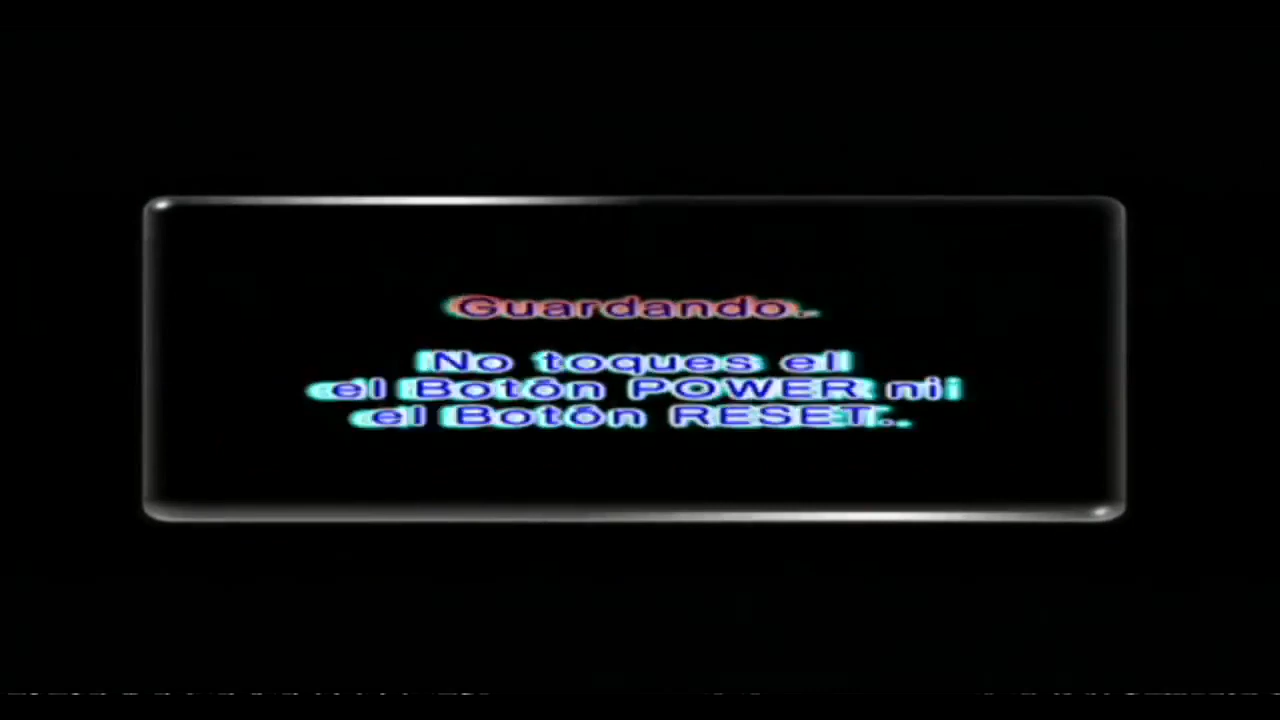 Guardando..
No toques el
el Botón POWER ni
el Botón RESET..